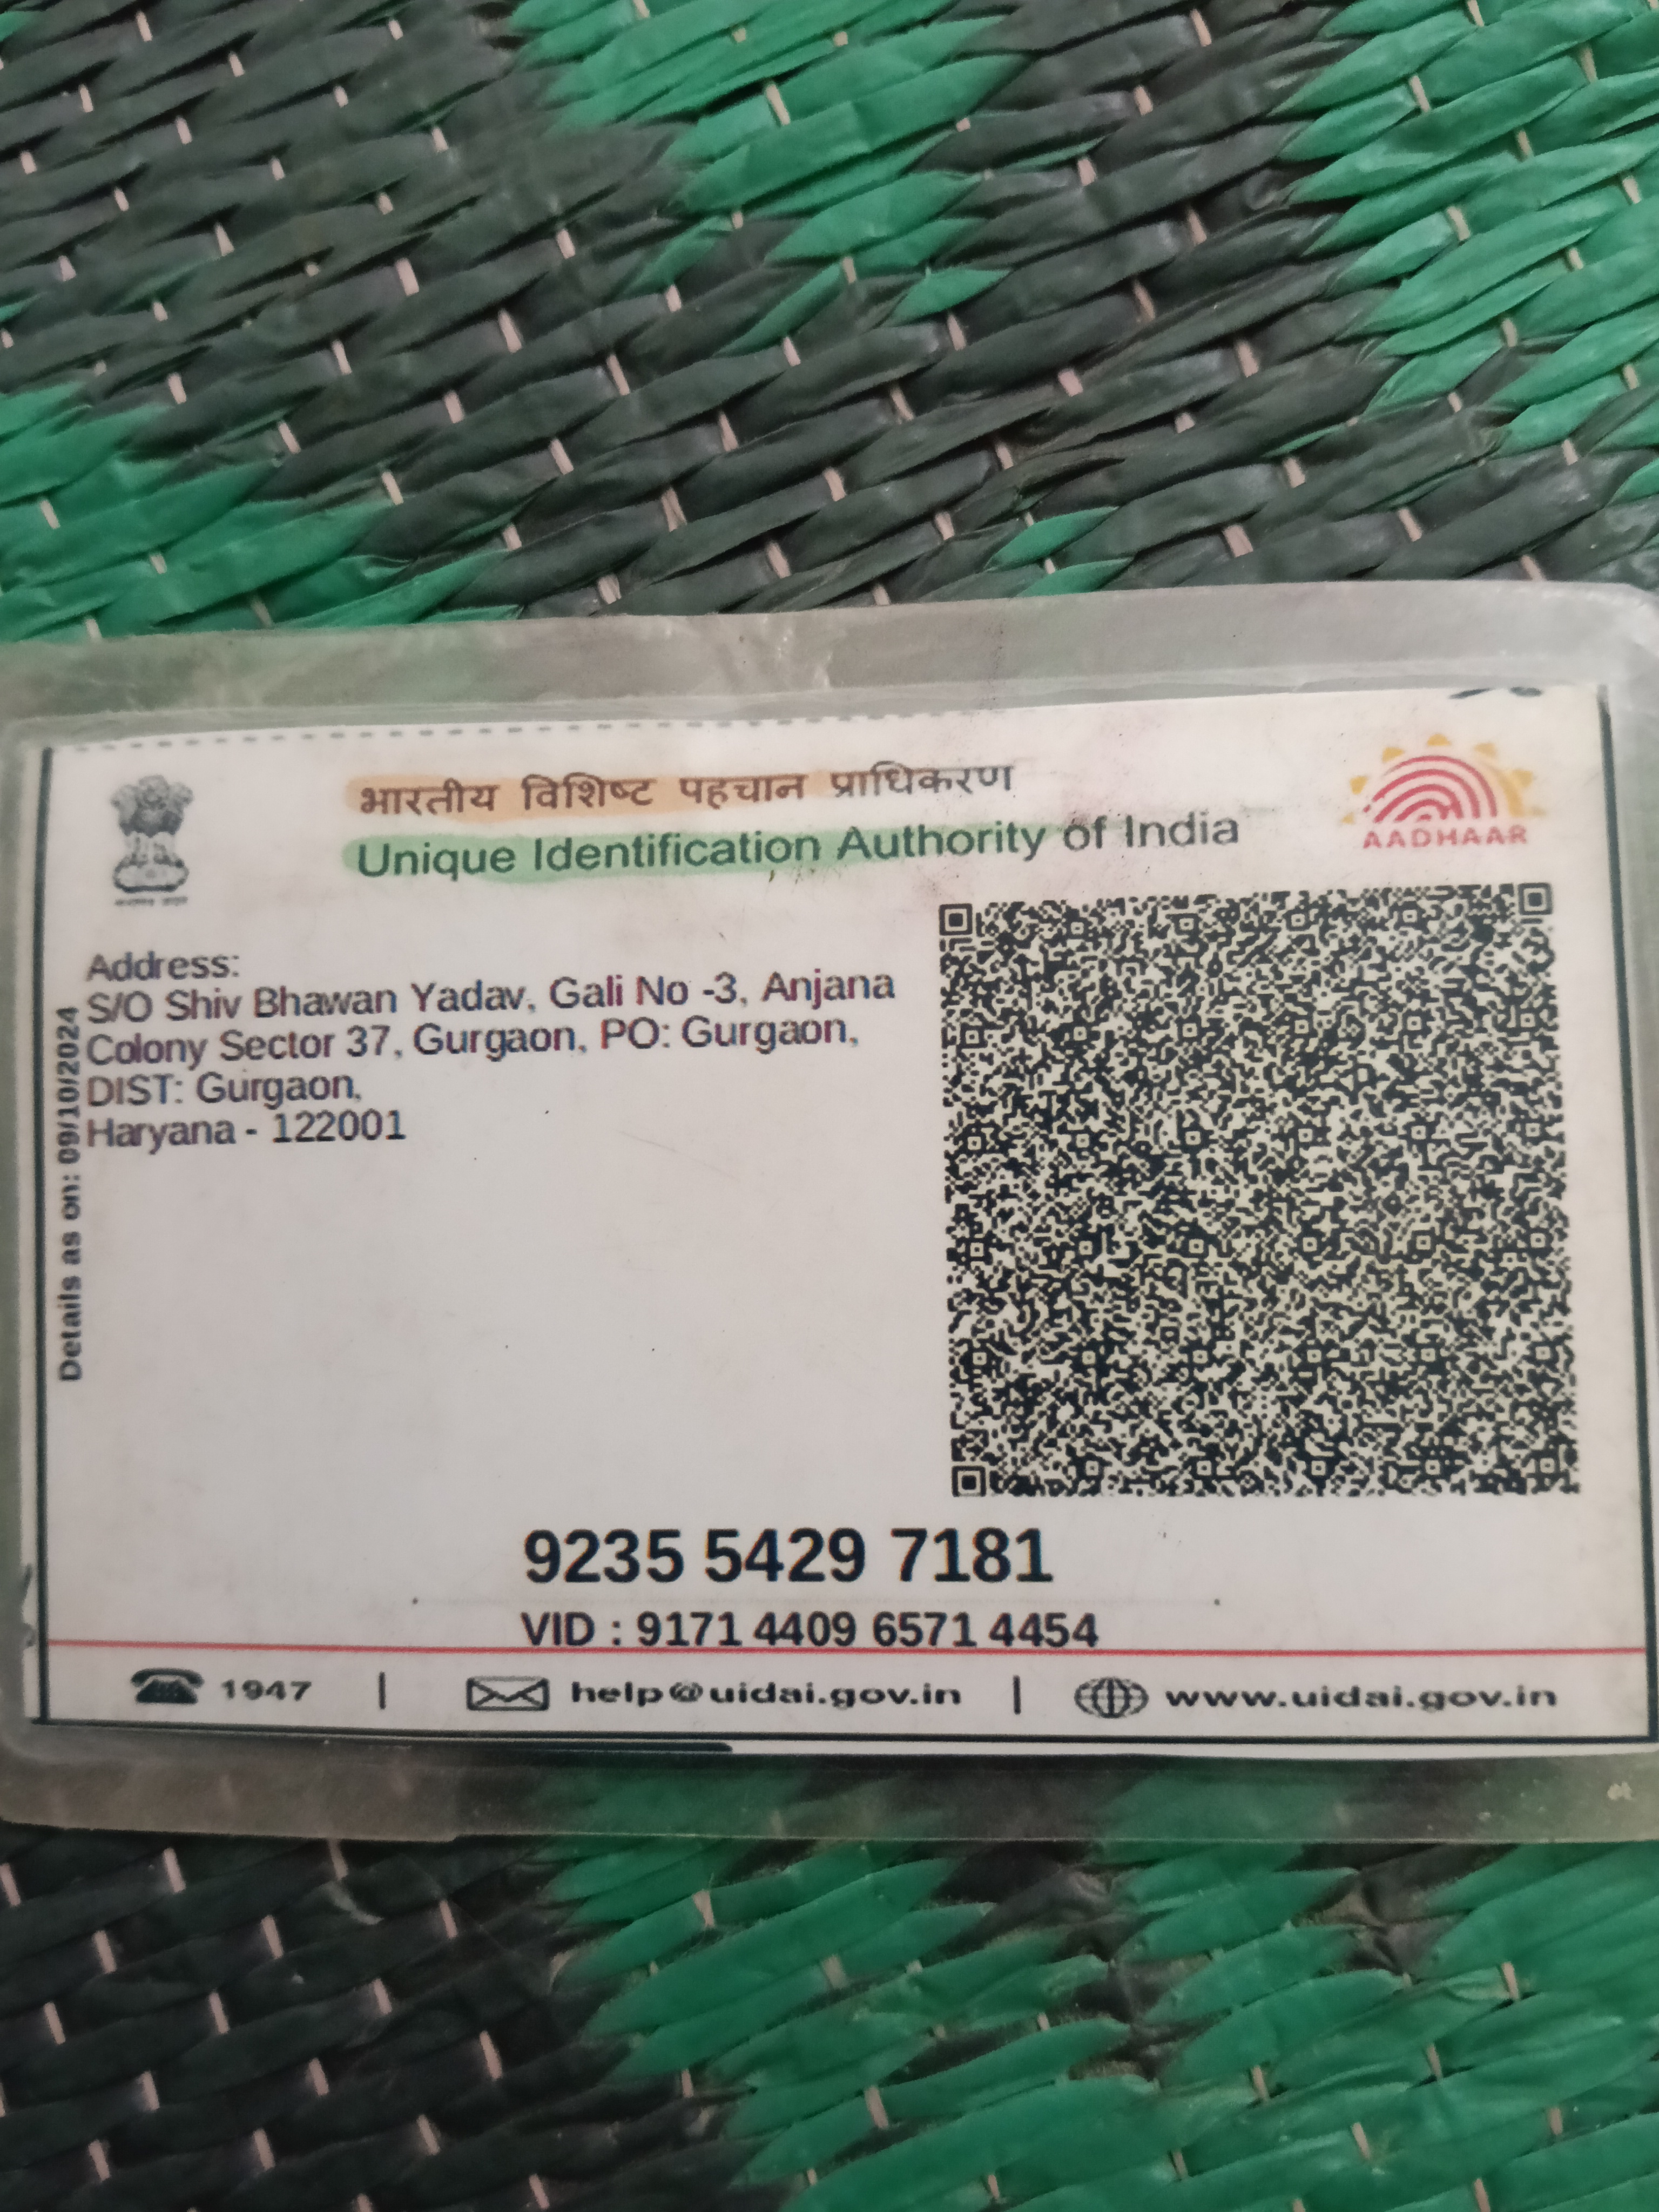 भारतीय विशिष्ट पहचान प्राधिकरण
Unique Identification Authority of India
AADHAAR
Details as on: 09/10/2024
Address:
S/O Shiv Bhawan Yadav, Gali No -3, Anjana
Colony Sector 37, Gurgaon, PO: Gurgaon,
DIST: Gurgaon,
Haryana - 122001
9235 5429 7181
VID : 9171 4409 6571 4454
1947 | help@uidai.gov.in | www.uidai.gov.in